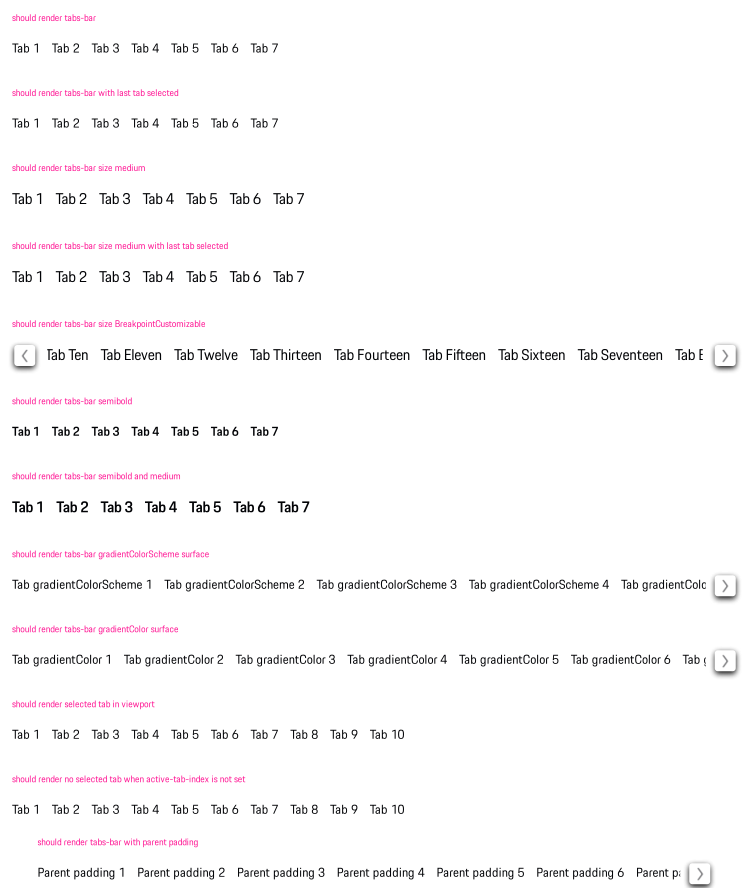 should render tabs-bar
Tab 1 Tab 2 Tab 3 Tab 4 Tab 5 Tab 6 Tab 7
should render tabs-bar with last tab selected
Tab 1 Tab 2 Tab 3 Tab 4 Tab 5 Tab 6 Tab 7
should render tabs-bar size medium
Tab 1 Tab 2 Tab 3 Tab 4 Tab 5 Tab 6 Tab 7
should render tabs-bar size medium with last tab selected
Tab 1 Tab 2 Tab 3 Tab 4 Tab 5 Tab 6 Tab 7
should render tabs-bar size BreakpointCustomizable
Tab Ten Tab Eleven Tab Twelve Tab Thirteen Tab Fourteen Tab Fifteen Tab Sixteen Tab Seventeen Tab E
should render tabs-bar semibold
Tab 1 Tab 2 Tab 3 Tab 4 Tab 5 Tab 6 Tab 7
should render tabs-bar semibold and medium
Tab 1 Tab 2 Tab 3 Tab 4 Tab 5 Tab 6 Tab 7
should render tabs-bar gradientColorScheme surface
Tab gradientColorScheme 1 Tab gradientColorScheme 2 Tab gradientColorScheme 3 Tab gradientColorScheme 4 Tab gradientColo
should render tabs-bar gradientColor surface
Tab gradientColor 1 Tab gradientColor 2 Tab gradientColor 3 Tab gradientColor 4 Tab gradientColor 5 Tab gradientColor 6 Tab g
should render selected tab in viewport
Tab 1 Tab 2 Tab 3 Tab 4 Tab 5 Tab 6 Tab 7 Tab 8 Tab 9 Tab 10
should render no selected tab when active-tab-index is not set
Tab 1 Tab 2 Tab 3 Tab 4 Tab 5 Tab 6 Tab 7 Tab 8 Tab 9 Tab 10
should render tabs-bar with parent padding
Parent padding 1 Parent padding 2 Parent padding 3 Parent padding 4 Parent padding 5 Parent padding 6 Parent pa